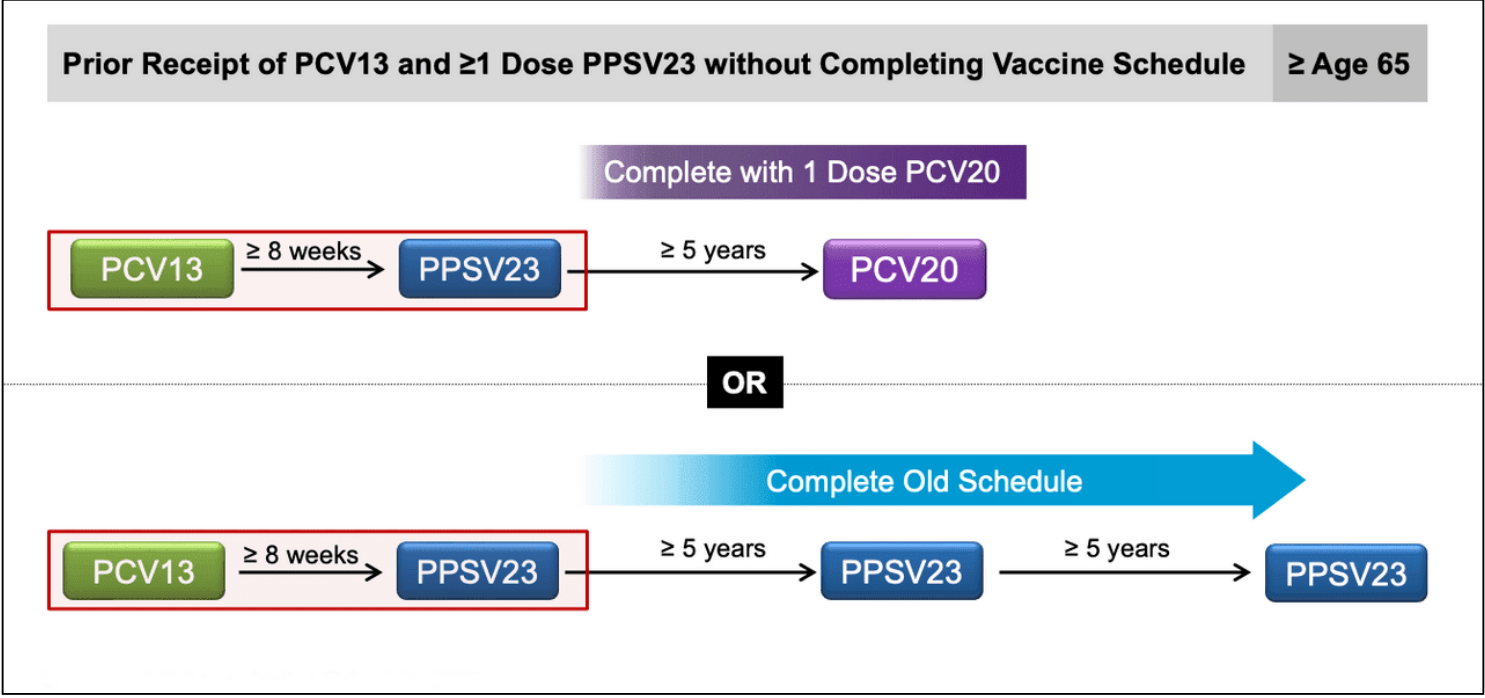 Prior Receipt of PCV13 and ≥1 Dose PPSV23 without Completing Vaccine Schedule ≥ Age 65
Complete with 1 Dose PCV20
PCV13 ≥ 8 weeks PPSV23 ≥ 5 years PCV20
OR
Complete Old Schedule
PCV13 ≥ 8 weeks PPSV23 ≥ 5 years PPSV23 ≥ 5 years PPSV23